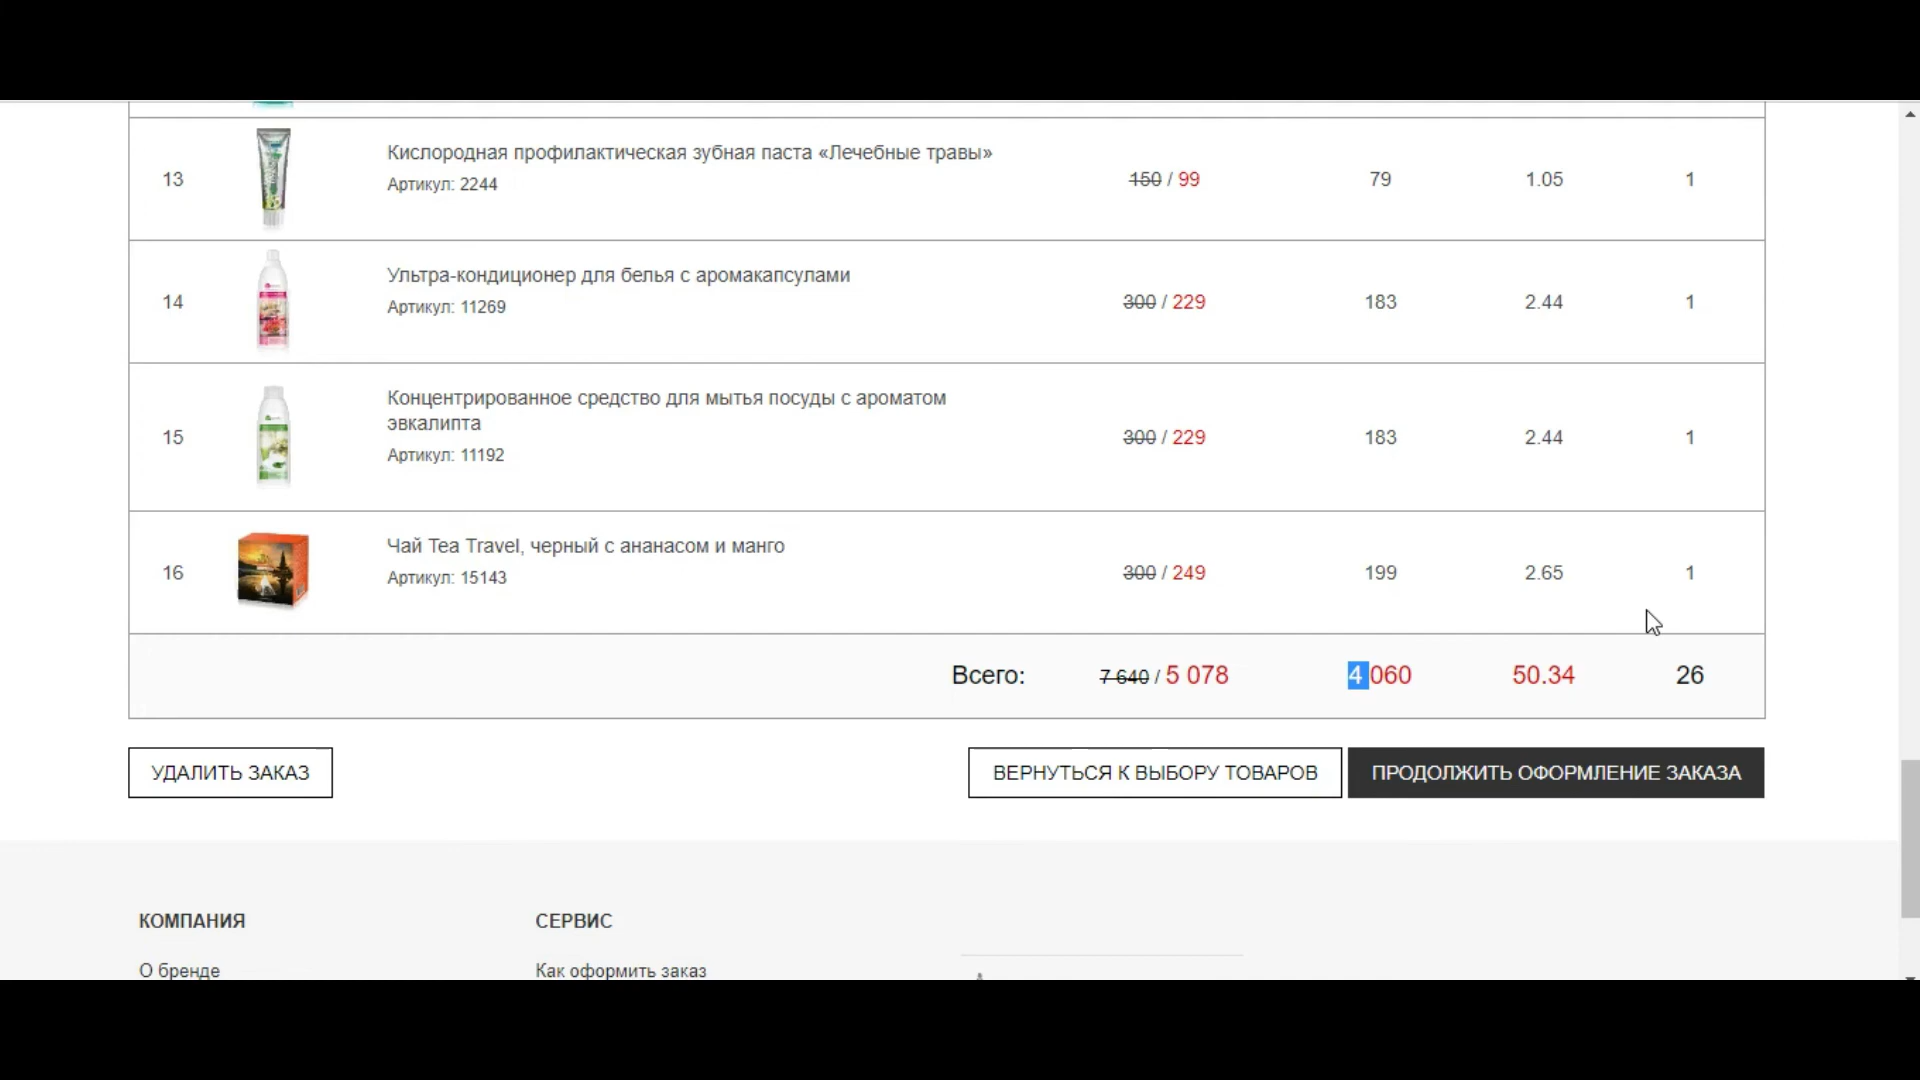 13
Кислородная профилактическая зубная паста «Лечебные травы»
Артикул: 2244
150 / 99
79
1.05
1
14
Ультра-кондиционер для белья с аромакапсулами
Артикул: 11269
300 / 229
183
2.44
1
15
Концентрированное средство для мытья посуды с ароматом
эвкалипта
Артикул: 11192
300 / 229
183
2.44
1
16
Чай Tea Travel, черный с ананасом и манго
Артикул: 15143
300 / 249
199
2.65
1
Всего:
7 640 / 5 078
4 060
50.34
26
УДАЛИТЬ ЗАКАЗ
ВЕРНУТЬСЯ К ВЫБОРУ ТОВАРОВ
ПРОДОЛЖИТЬ ОФОРМЛЕНИЕ ЗАКАЗА
КОМПАНИЯ
СЕРВИС
О бренде
Как оформить заказ